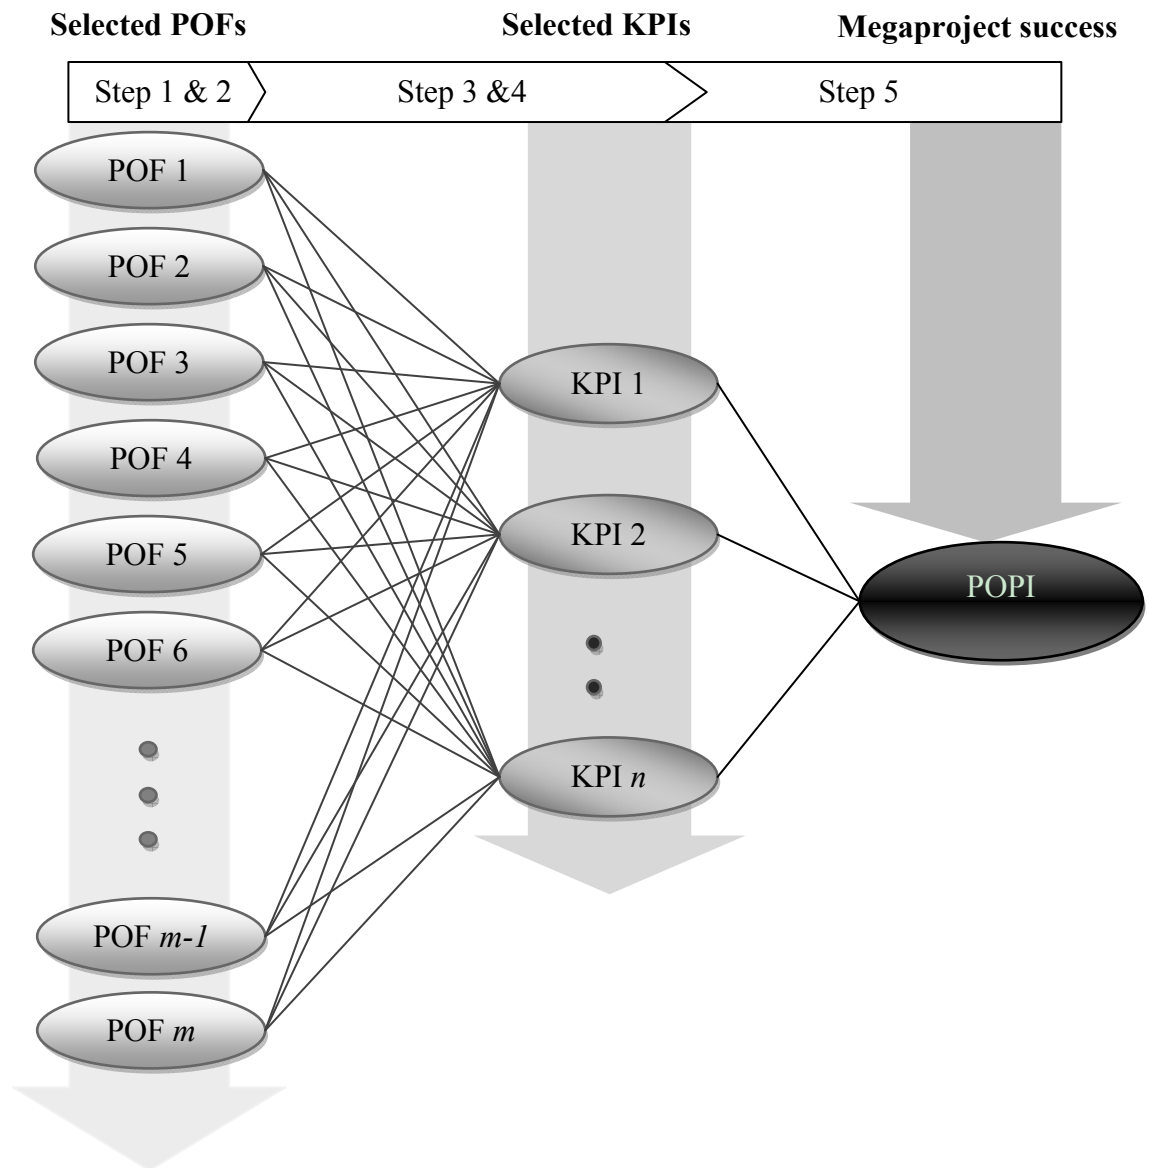 Selected POFs
Selected KPIs
Megaproject success
Step 1 & 2
Step 3 &4
Step 5
POF 1
POF 2
POF 3
POF 4
POF 5
POF 6
POF m-1
POF m
KPI 1
KPI 2
KPI n
POPI